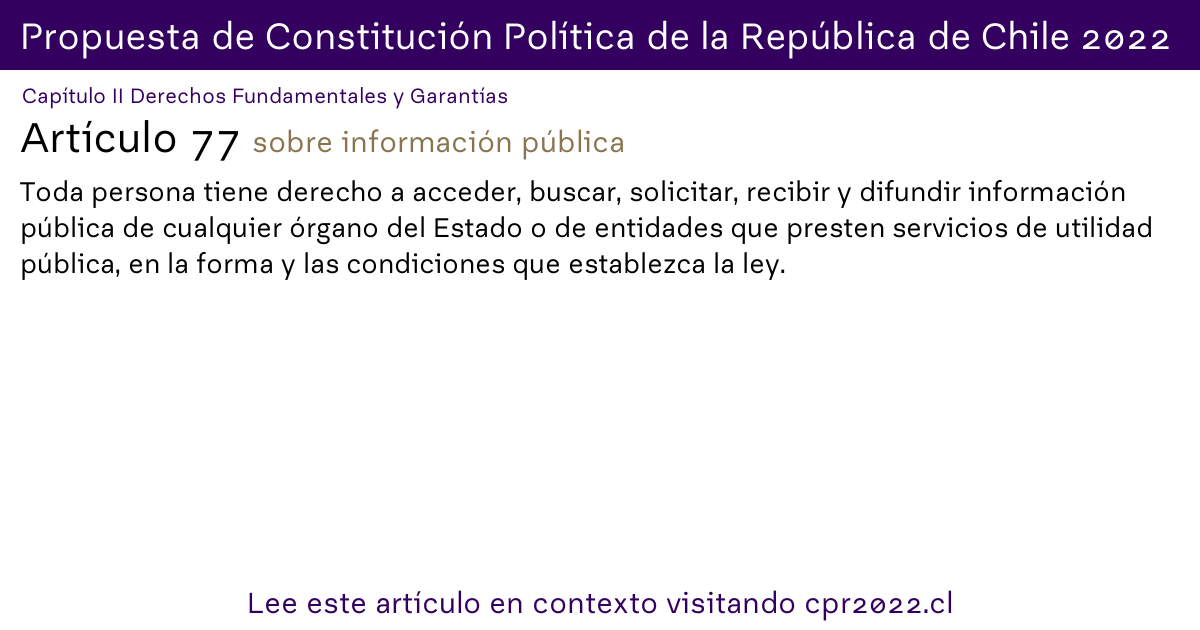 Propuesta de Constitución Política de la República de Chile 2022
Capítulo II Derechos Fundamentales y Garantías
Artículo 77 sobre información pública
Toda persona tiene derecho a acceder, buscar, solicitar, recibir y difundir información
pública de cualquier órgano del Estado o de entidades que presten servicios de utilidad
pública, en la forma y las condiciones que establezca la ley.
Lee este artículo en contexto visitando cpr2022.cl